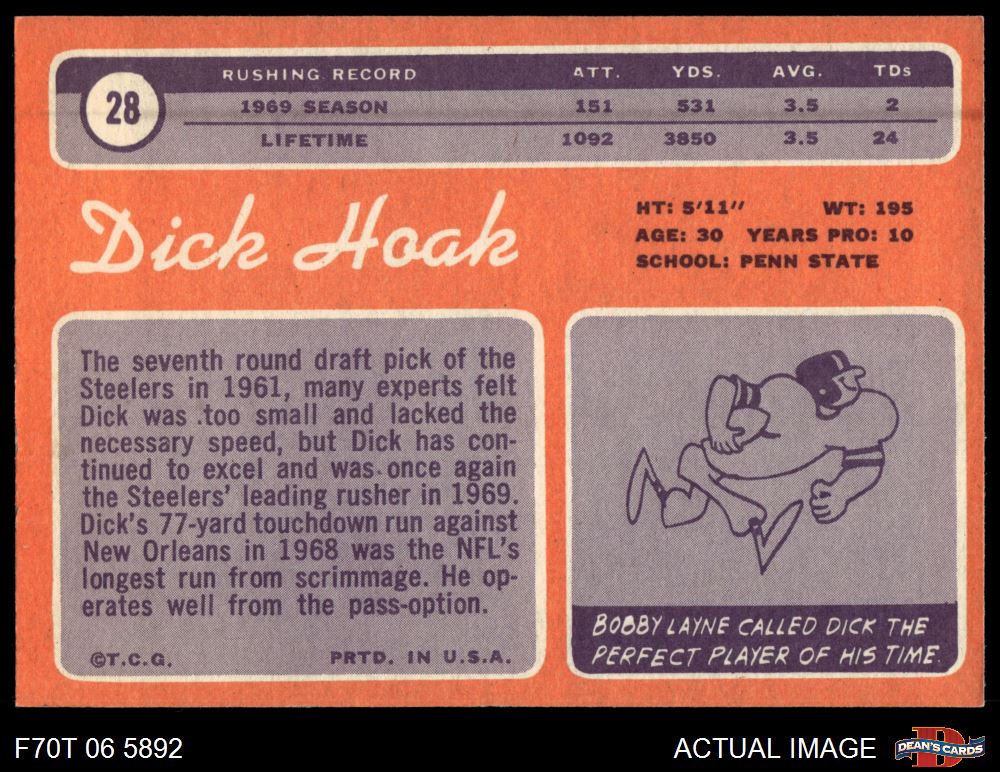 28
RUSHING RECORD ATT. YDS. AVG. TDs
1969 SEASON 151 531 3.5 2
LIFETIME 1092 3850 3.5 24
Dick Hoak
HT: 5'11" WT: 195
AGE: 30 YEARS PRO: 10
SCHOOL: PENN STATE
The seventh round draft pick of the
Steelers in 1961, many experts felt
Dick was too small and lacked the
necessary speed, but Dick has con-
tinued to excel and was once again
the Steelers' leading rusher in 1969.
Dick's 77-yard touchdown run against
New Orleans in 1968 was the NFL's
longest run from scrimmage. He op-
erates well from the pass-option.
©T.C.G. PRTD. IN U.S.A.
BOBBY LAYNE CALLED DICK THE
PERFECT PLAYER OF HIS TIME.
F70T 06 5892 ACTUAL IMAGE
D
DEAN'S CARDS